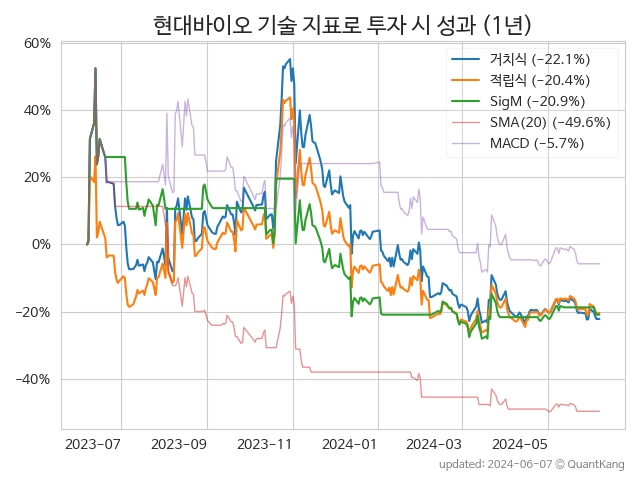 현대바이오 기술 지표로 투자 시 성과 (1년)
60%
40%
20%
0%
−20%
−40%
거치식 (−22.1%)
적립식 (−20.4%)
SigM (−20.9%)
SMA(20) (−49.6%)
MACD (−5.7%)
2023-07
2023-09
2023-11
2024-01
2024-03
2024-05
updated: 2024-06-07 © QuantKang